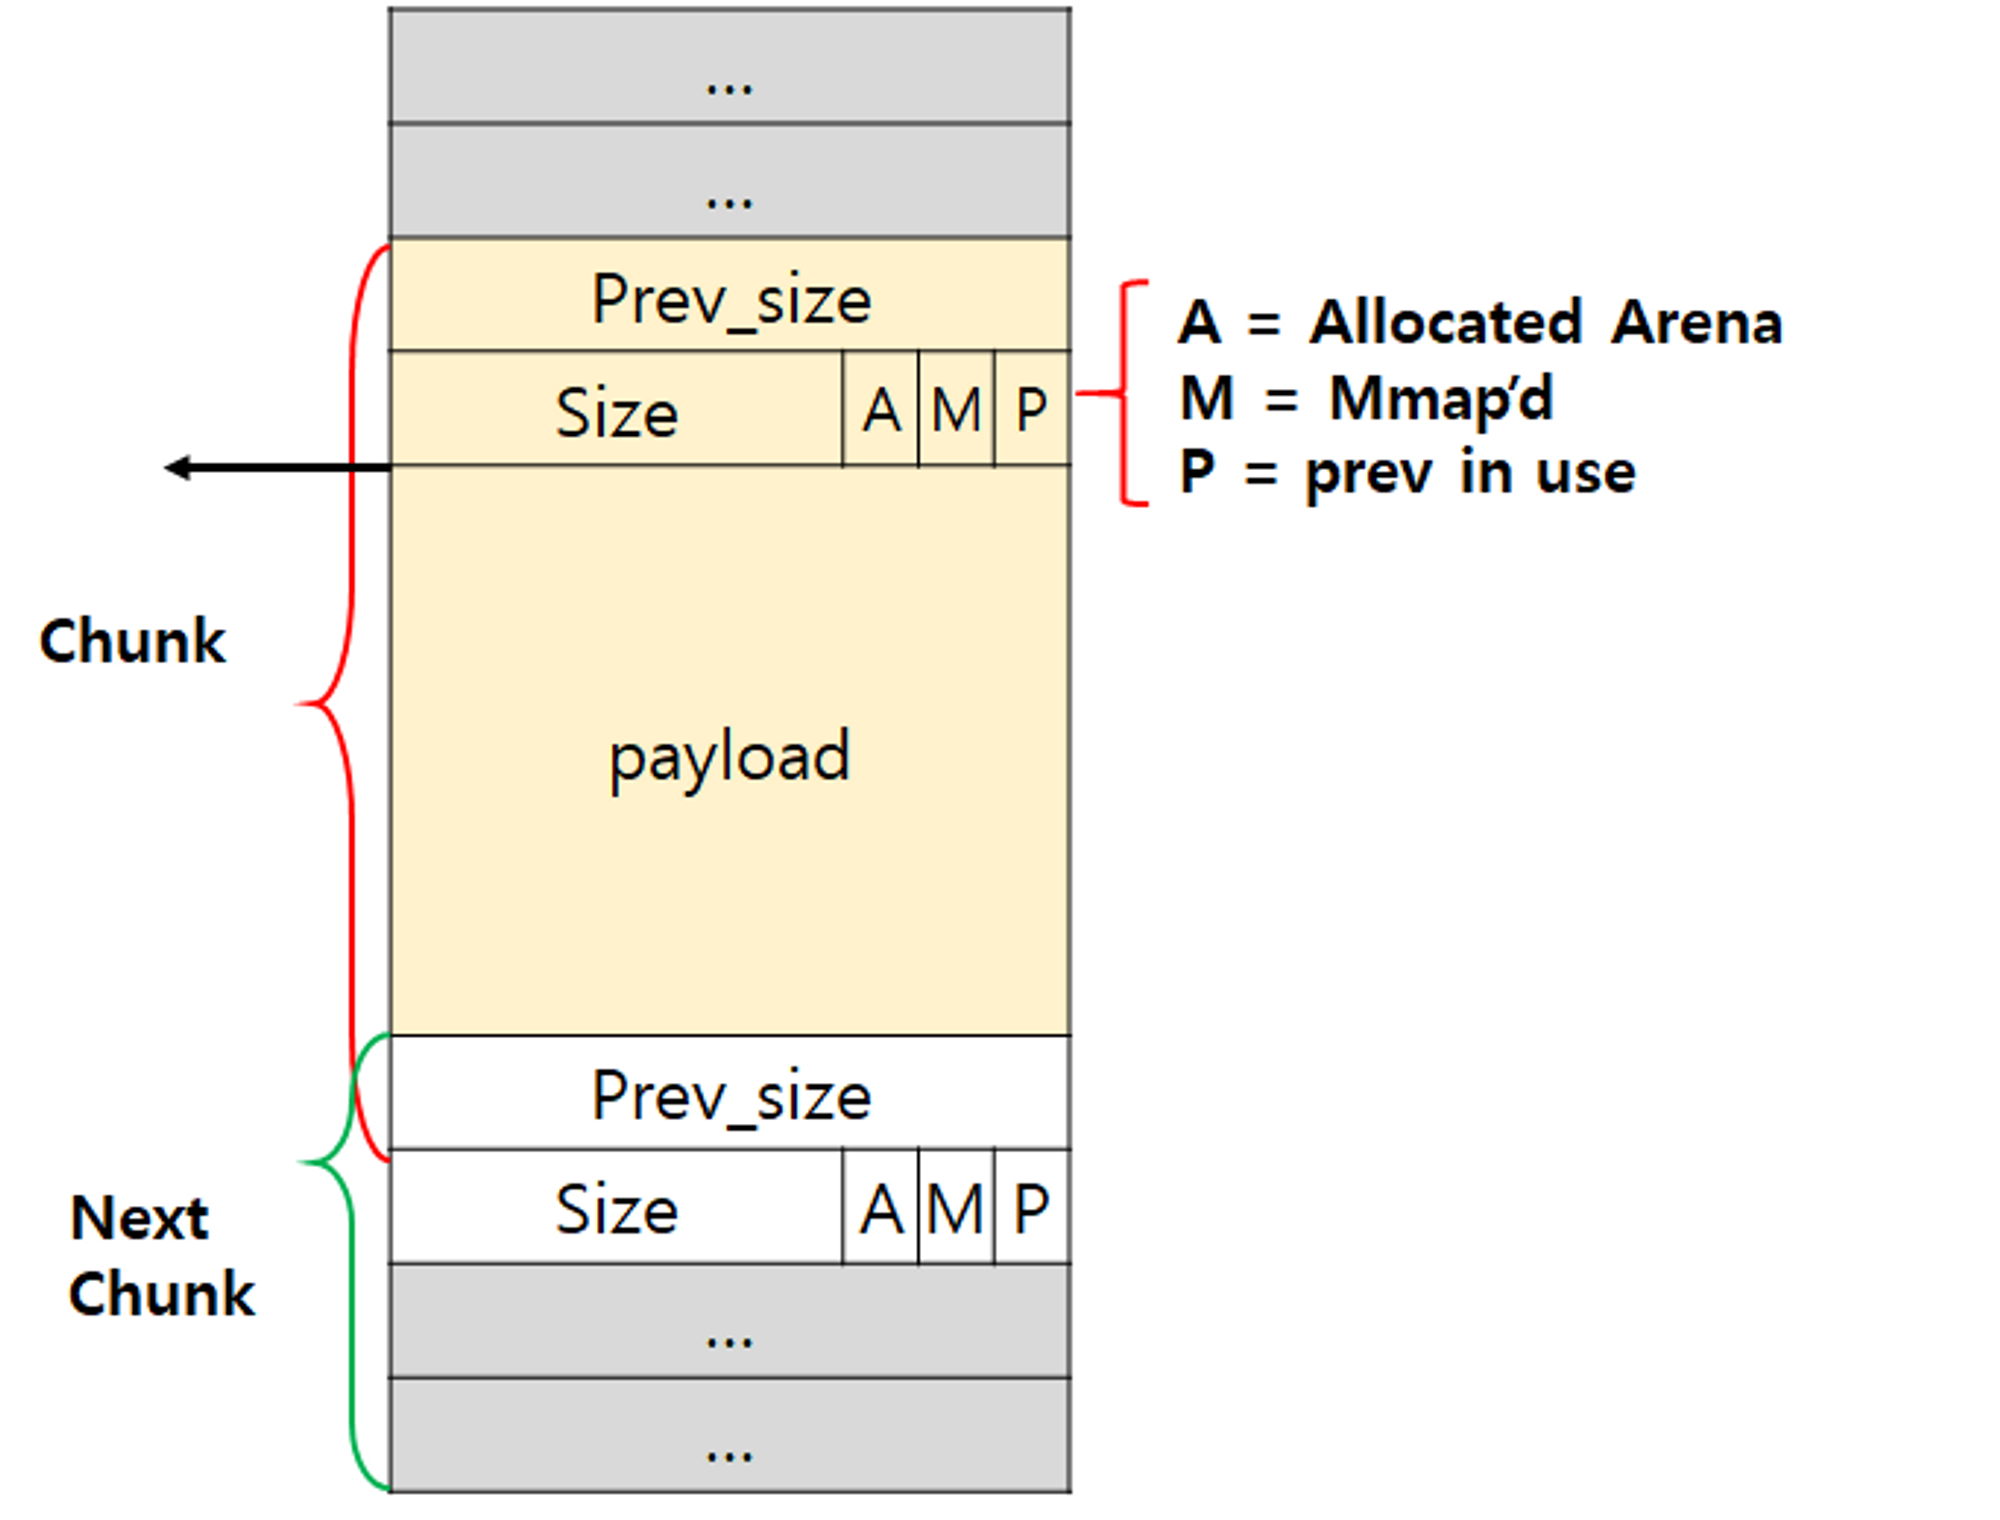 ...
...
Prev_size
Size A M P
A = Allocated Arena
M = Mmap'd
P = prev in use
Chunk
payload
Prev_size
Size A M P
Next
Chunk
...
...